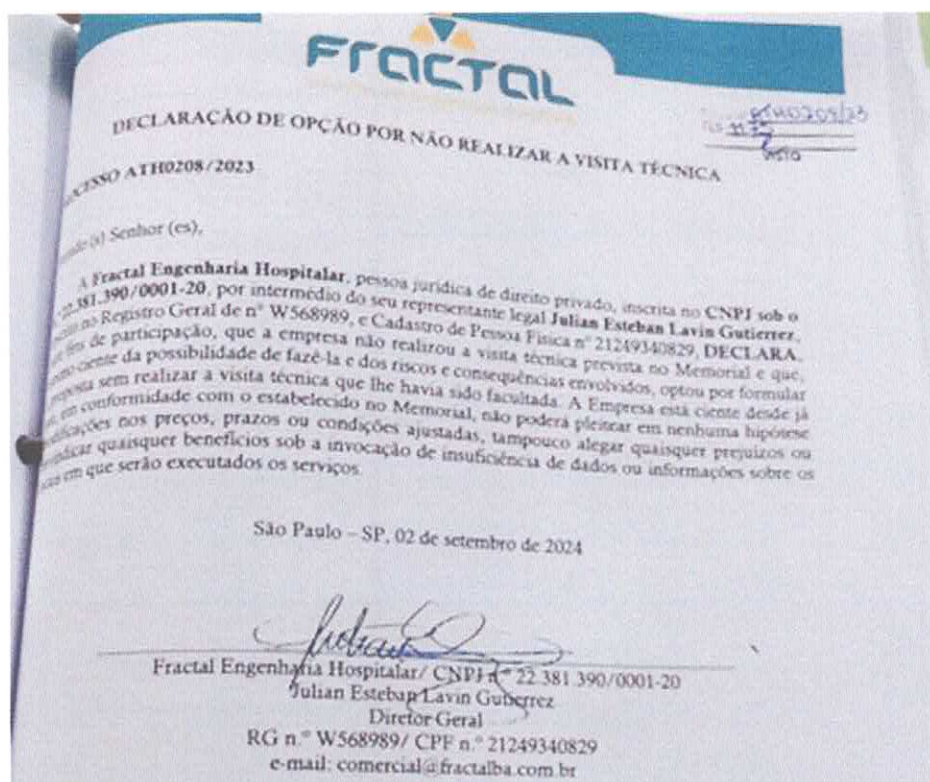 Fractal
ATH0208/23
DECLARAÇÃO DE OPÇÃO POR NÃO REALIZAR A VISITA TÉCNICA
VISTO
ATH0208/2023
Senhor (es),
A Fractal Engenharia Hospitalar, pessoa jurídica de direito privado, inscrita no CNPJ sob o
22.381.390/0001-20, por intermédio do seu representante legal Julian Esteban Lavin Gutierrez,
no Registro Geral de nº W568989, e Cadastro de Pessoa Física nº 21249340829, DECLARA,
fins de participação, que a empresa não realizou a visita técnica prevista no Memorial e que,
ciente da possibilidade de fazê-la e dos riscos e consequências envolvidos, optou por formular
sem realizar a visita técnica que lhe havia sido facultada. A Empresa está ciente desde já
em conformidade com o estabelecido no Memorial, não poderá pleitear em nenhuma hipótese
nos preços, prazos ou condições ajustadas, tampouco alegar quaisquer prejuízos ou
quaisquer benefícios sob a invocação de insuficiência de dados ou informações sobre os
em que serão executados os serviços.
São Paulo – SP, 02 de setembro de 2024
Fractal Engenharia Hospitalar/ CNPJ nº 22.381.390/0001-20
Julian Esteban Lavin Gutierrez
Diretor Geral
RG n.º W568989/ CPF n.º 21249340829
e-mail: comercial@fractalba.com.br